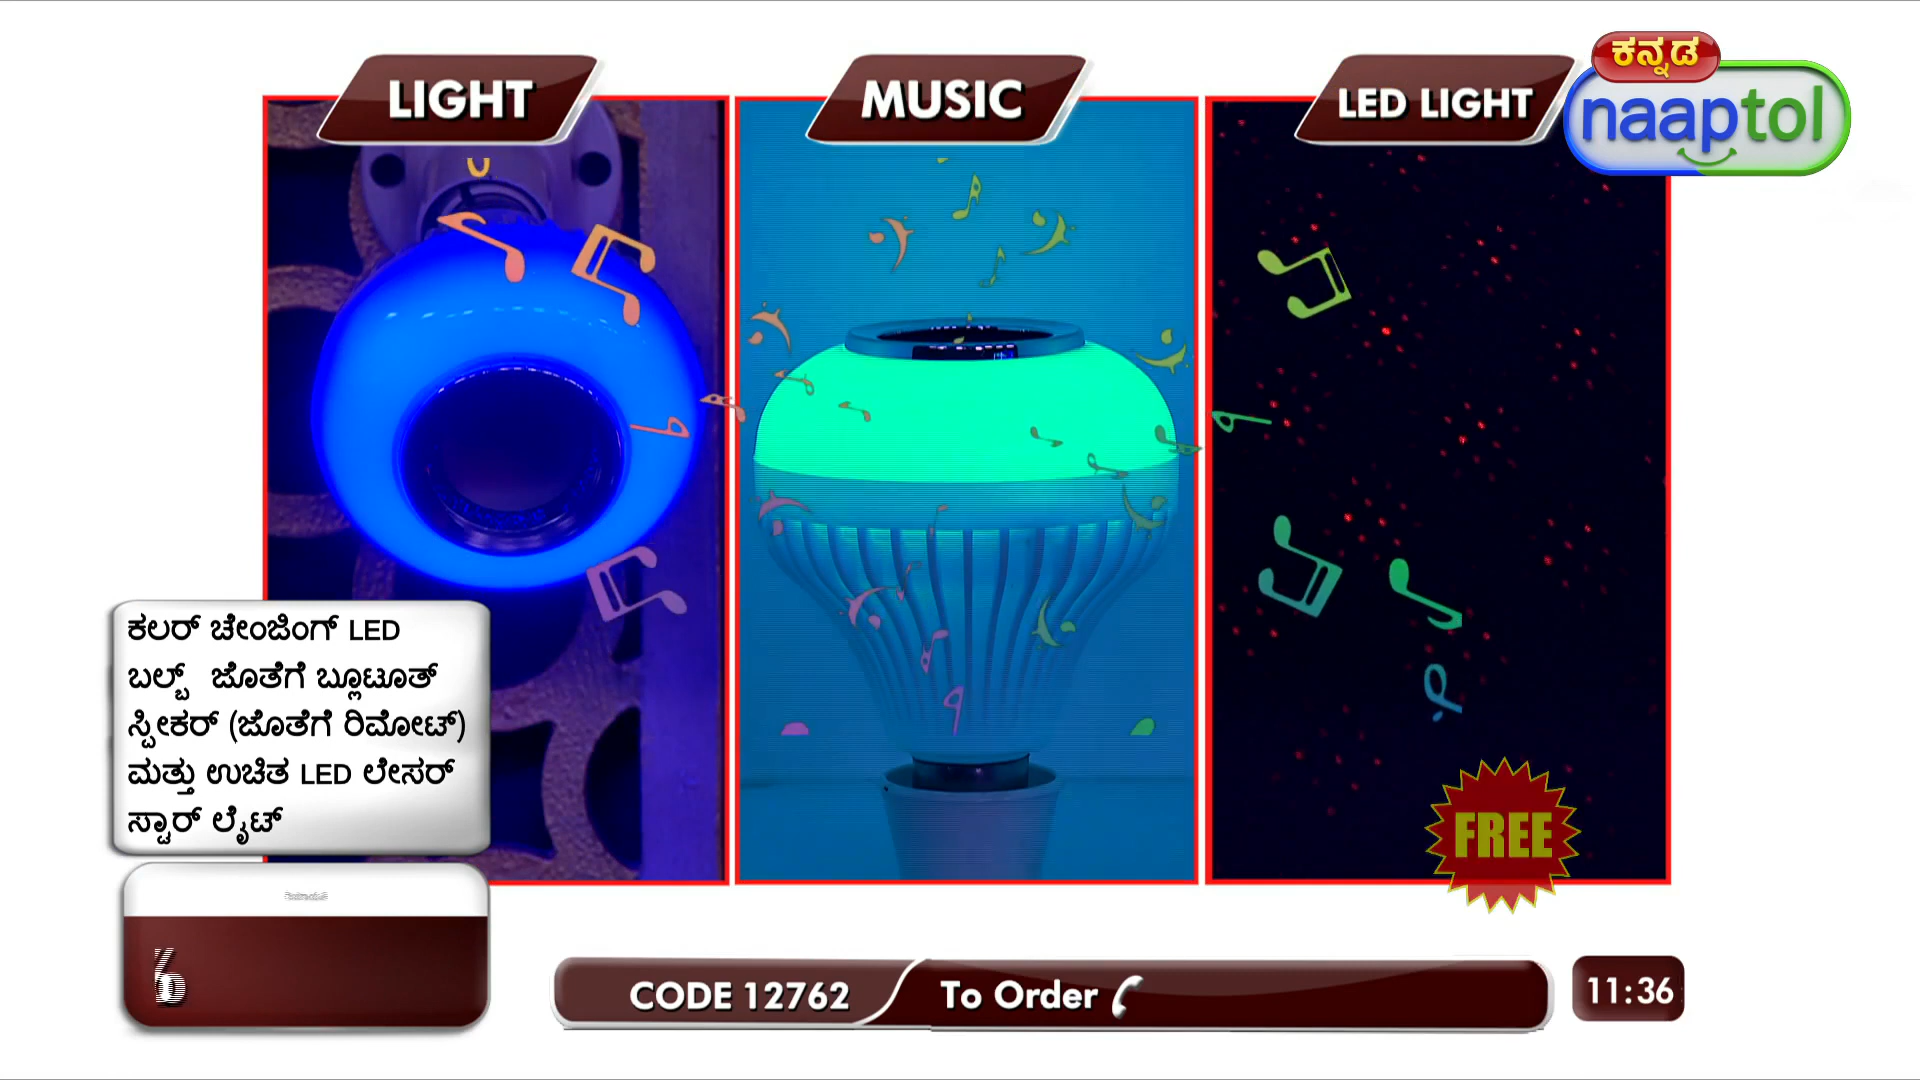 LIGHT
MUSIC
LED LIGHT
ಕನ್ನಡ
naaptol
ಕಲರ್ ಚೇಂಜಿಂಗ್ LED
ಬಲ್ಬ್ ಜೊತೆಗೆ ಬ್ಲೂಟೂತ್
ಸ್ಪೀಕರ್ (ಜೊತೆಗೆ ರಿಮೋಟ್)
ಮತ್ತು ಉಚಿತ LED ಲೇಸರ್
ಸ್ಟಾರ್ ಲೈಟ್
FREE
CODE 12762
To Order
11:36